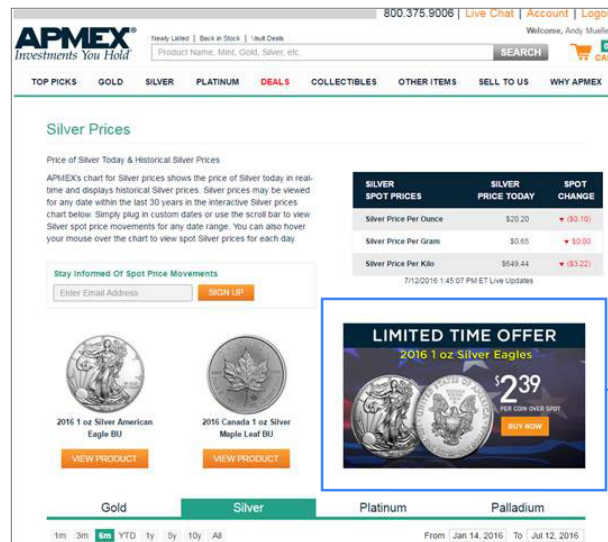 800.375.9006 | Live Chat | Account | Logo
APMEX®
Investments You Hold®
Newly Listed | Back in Stock | Vault Deals
Welcome, Andy Muelle
Product Name, Mint, Gold, Silver, etc.
SEARCH
CA
TOP PICKS GOLD SILVER PLATINUM DEALS COLLECTIBLES OTHER ITEMS SELL TO US WHY APMEX
Silver Prices
Price of Silver Today & Historical Silver Prices
APMEX's chart for Silver prices shows the price of Silver today in real-
time and displays historical Silver prices. Silver prices may be viewed
for any date within the last 30 years in the interactive Silver prices
chart below. Simply plug in custom dates or use the scroll bar to view
Silver spot price movements for any date range. You can also hover
your mouse over the chart to view spot Silver prices for each day.
SILVER SPOT PRICES
SILVER PRICE TODAY
SPOT CHANGE
Silver Price Per Ounce $20.20 ▼ ($0.10)
Silver Price Per Gram $0.65 ▼ $0.00
Silver Price Per Kilo $649.44 ▼ ($3.22)
7/12/2016 1:45:07 PM ET Live Updates
Stay Informed Of Spot Price Movements
Enter Email Address
SIGN UP
2016 1 oz Silver American
Eagle BU
VIEW PRODUCT
2016 Canada 1 oz Silver
Maple Leaf BU
VIEW PRODUCT
LIMITED TIME OFFER
2016 1 oz Silver Eagles
$2.39
PER COIN OVER SPOT
BUY NOW
Gold Silver Platinum Palladium
1m 3m 6m YTD 1y 5y 10y All
From Jan 14, 2016 To Jul 12, 2016